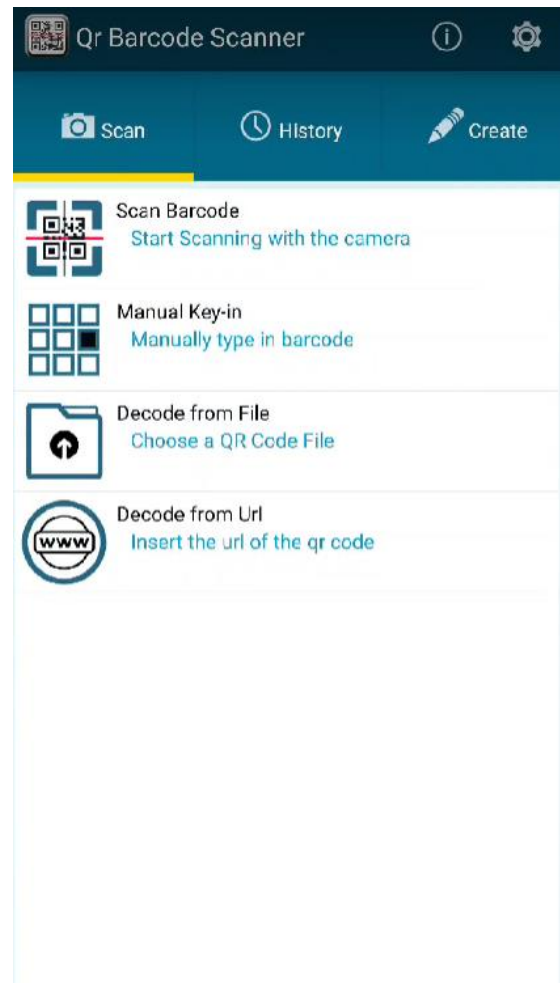 Qr Barcode Scanner
Scan
History
Create
Scan Barcode
Start Scanning with the camera
Manual Key-in
Manually type in barcode
Decode from File
Choose a QR Code File
Decode from Url
www
Insert the url of the qr code